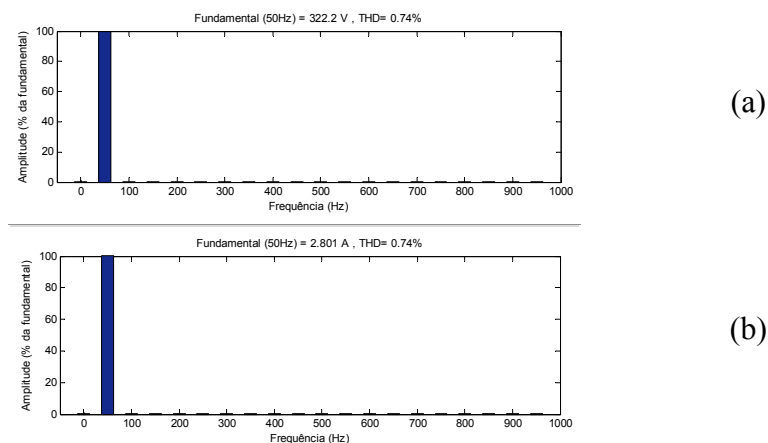 Fundamental (50Hz) = 322.2 V , THD= 0.74%
Amplitude (% da fundamental)
100
80
60
40
20
0
0 100 200 300 400 500 600 700 800 900 1000
Frequência (Hz)
(a)
Fundamental (50Hz) = 2.801 A , THD= 0.74%
Amplitude (% da fundamental)
100
80
60
40
20
0
0 100 200 300 400 500 600 700 800 900 1000
Frequência (Hz)
(b)